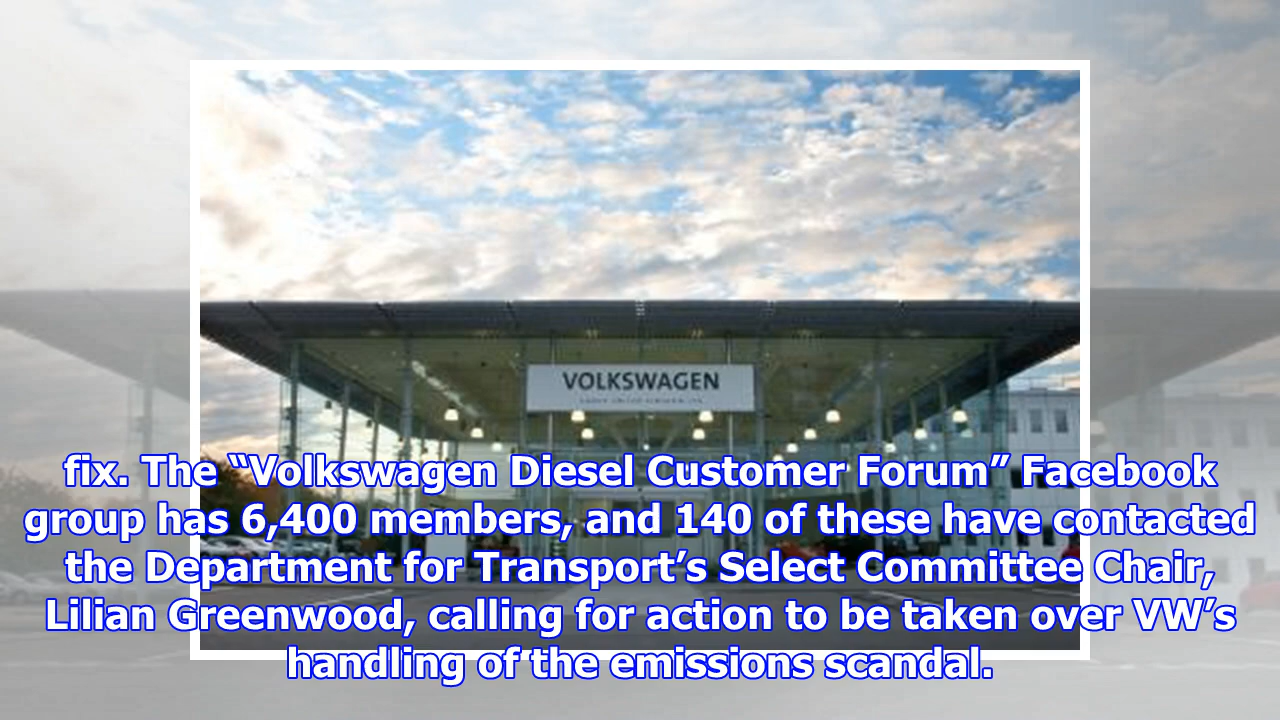 VOLKSWAGEN
fix. The “Volkswagen Diesel Customer Forum” Facebook
group has 6,400 members, and 140 of these have contacted
the Department for Transport’s Select Committee Chair,
Lilian Greenwood, calling for action to be taken over VW’s
handling of the emissions scandal.